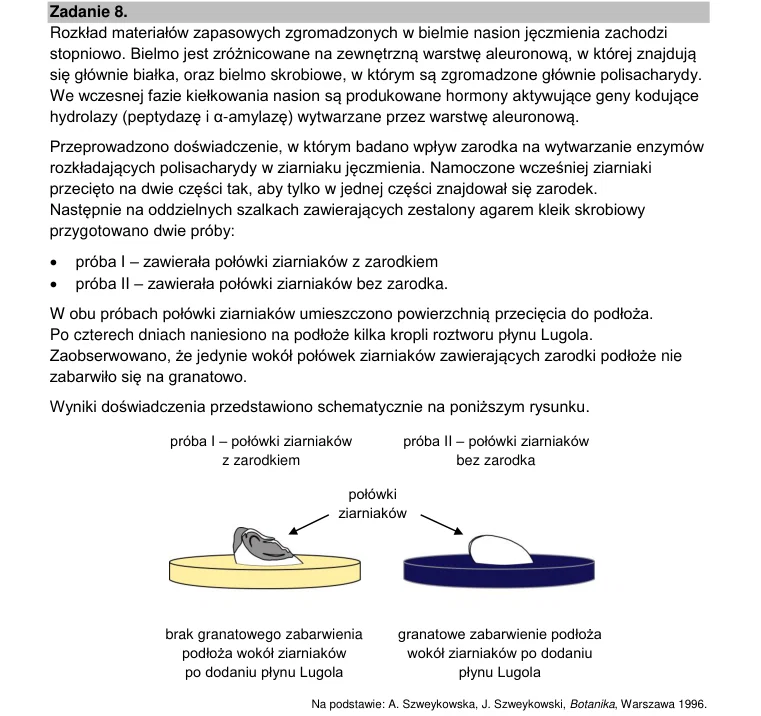 Zadanie 8.
Rozkład materiałów zapasowych zgromadzonych w bielmie nasion jęczmienia zachodzi
stopniowo. Bielmo jest zróżnicowane na zewnętrzną warstwę aleuronową, w której znajdują
się głównie białka, oraz bielmo skrobiowe, w którym są zgromadzone głównie polisacharydy.
We wczesnej fazie kiełkowania nasion są produkowane hormony aktywujące geny kodujące
hydrolazy (peptydazę i α-amylazę) wytwarzane przez warstwę aleuronową.
Przeprowadzono doświadczenie, w którym badano wpływ zarodka na wytwarzanie enzymów
rozkładających polisacharydy w ziarniaku jęczmienia. Namoczone wcześniej ziarniaki
przecięto na dwie części tak, aby tylko w jednej części znajdował się zarodek.
Następnie na oddzielnych szalkach zawierających zestalony agarem kleik skrobiowy
przygotowano dwie próby:
• próba I – zawierała połówki ziarniaków z zarodkiem
• próba II – zawierała połówki ziarniaków bez zarodka.
W obu próbach połówki ziarniaków umieszczono powierzchnią przecięcia do podłoża.
Po czterech dniach naniesiono na podłoże kilka kropli roztworu płynu Lugola.
Zaobserwowano, że jedynie wokół połówek ziarniaków zawierających zarodki podłoże nie
zabarwiło się na granatowo.
Wyniki doświadczenia przedstawiono schematycznie na poniższym rysunku.
próba I – połówki ziarniaków
z zarodkiem
próba II – połówki ziarniaków
bez zarodka
połówki
ziarniaków
brak granatowego zabarwienia
podłoża wokół ziarniaków
po dodaniu płynu Lugola
granatowe zabarwienie podłoża
wokół ziarniaków po dodaniu
płynu Lugola
Na podstawie: A. Szweykowska, J. Szweykowski, Botanika, Warszawa 1996.